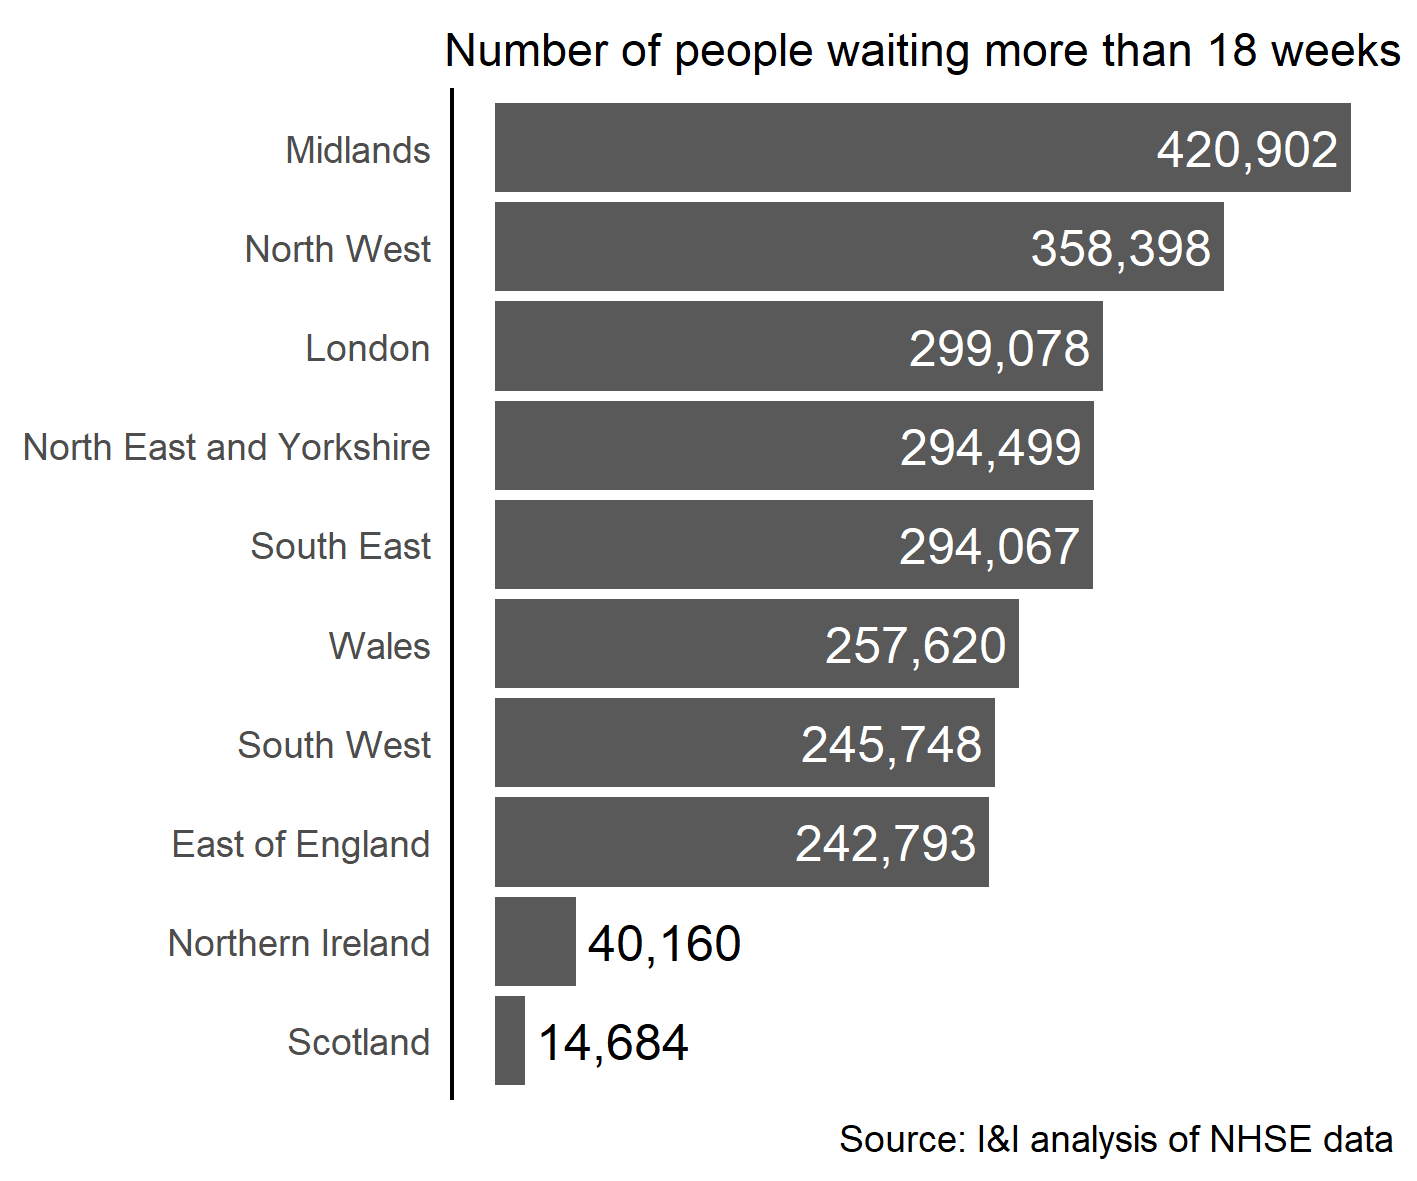 Number of people waiting more than 18 weeks
Midlands 420,902
North West 358,398
London 299,078
North East and Yorkshire 294,499
South East 294,067
Wales 257,620
South West 245,748
East of England 242,793
Northern Ireland 40,160
Scotland 14,684
Source: I&I analysis of NHSE data